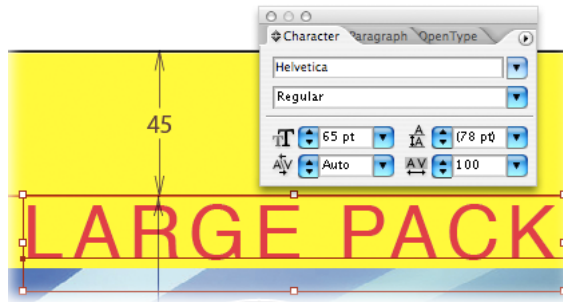 Character Paragraph OpenType
Helvetica
Regular
65 pt (78 pt)
Auto 100
45
LARGE PACK